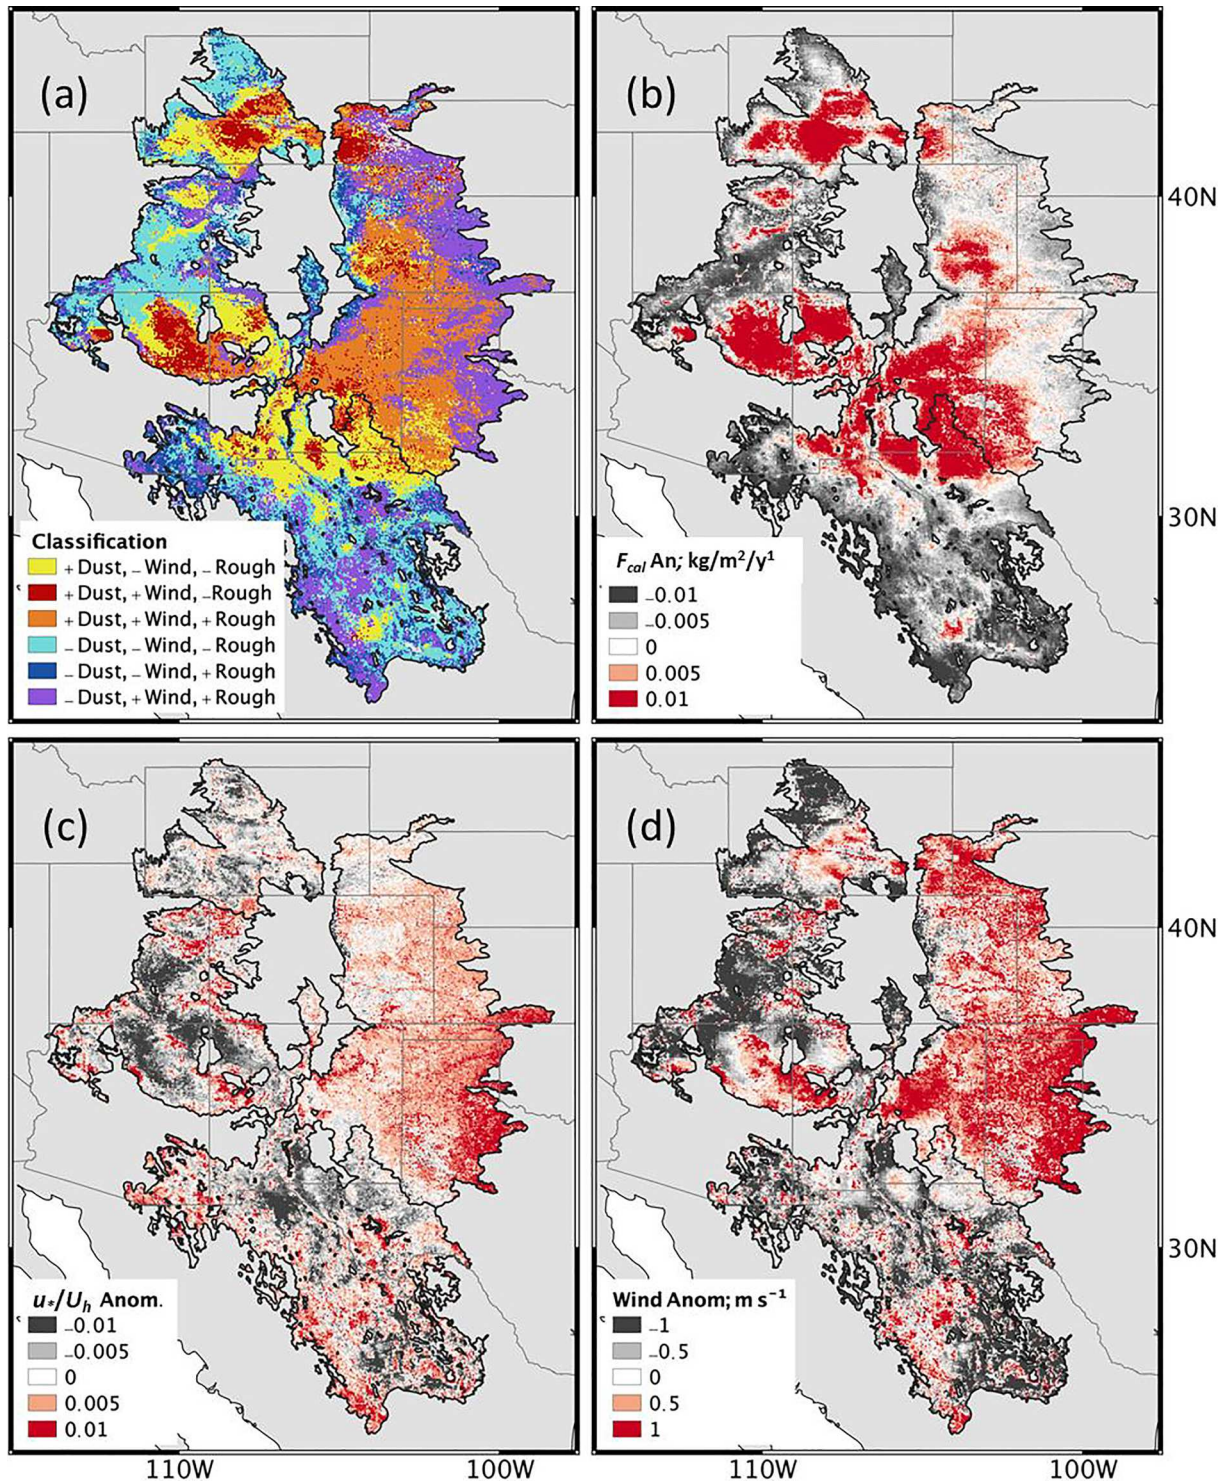 (a)
Classification
+ Dust, – Wind, – Rough
+ Dust, + Wind, –Rough
+ Dust, + Wind, + Rough
– Dust, – Wind, – Rough
– Dust, – Wind, + Rough
– Dust, + Wind, + Rough
(b)
40N
30N
F_cal An; kg/m²/y¹
–0.01
–0.005
0
0.005
0.01
(c)
u*/U_h Anom.
–0.01
–0.005
0
0.005
0.01
110W
100W
(d)
40N
30N
Wind Anom; m s⁻¹
–1
–0.5
0
0.5
1
110W
100W